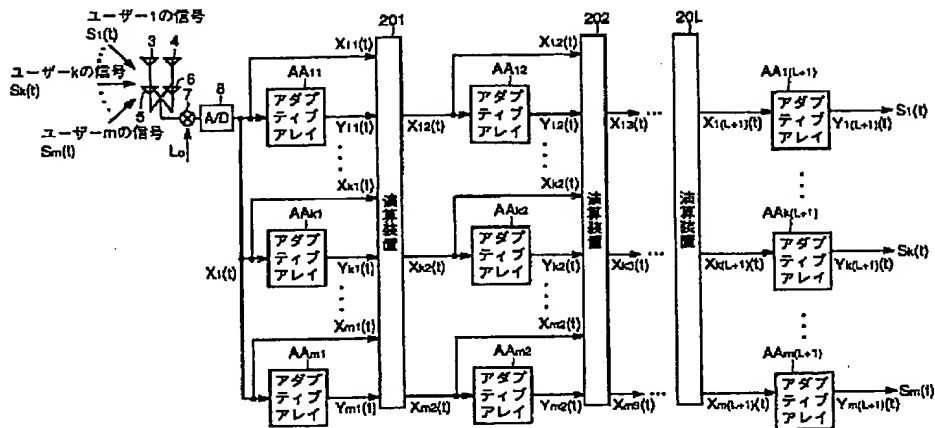 ユーザー1の信号
S1(t)
3
4
ユーザーkの信号
Sk(t)
5
6
7
8
A/D
ユーザーmの信号
Sm(t)
Lo
X1(t)
201
X11(t)
AA11
アダプ
ティブ
アレイ
Y11(t)
Xk1(t)
AAk1
アダプ
ティブ
アレイ
Yk1(t)
Xm1(t)
AAm1
アダプ
ティブ
アレイ
Ym1(t)
演算装置
X12(t)
Xk2(t)
Xm2(t)
202
X12(t)
AA12
アダプ
ティブ
アレイ
Y12(t)
Xk2(t)
AAk2
アダプ
ティブ
アレイ
Yk2(t)
Xm2(t)
AAm2
アダプ
ティブ
アレイ
Ym2(t)
演算装置
X13(t)
Xk3(t)
Xm3(t)
20L
演算装置
X1(L+1)(t)
AA1(L+1)
アダプ
ティブ
アレイ
Y1(L+1)(t)
S1(t)
Xk(L+1)(t)
AAk(L+1)
アダプ
ティブ
アレイ
Yk(L+1)(t)
Sk(t)
Xm(L+1)(t)
AAm(L+1)
アダプ
ティブ
アレイ
Ym(L+1)(t)
Sm(t)